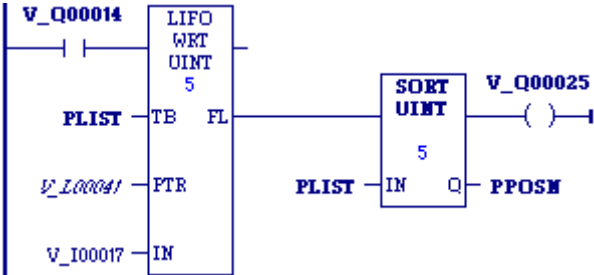 V_Q00014
LIFO
WRT
UINT
5
PLIST TB FL
V_L00041 PTR
V_I00017 IN
SORT
UINT
5
PLIST IN Q PPOSN
V_Q00025